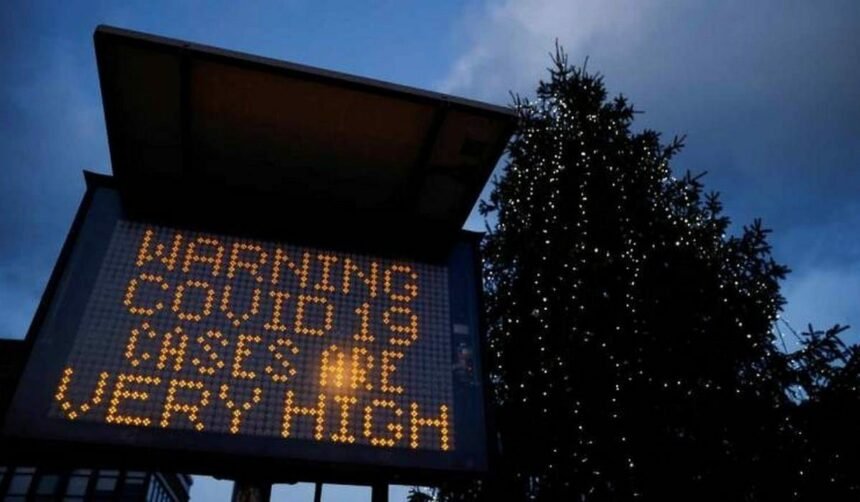 WARNING
COVID 19
CASES ARE
VERY HIGH